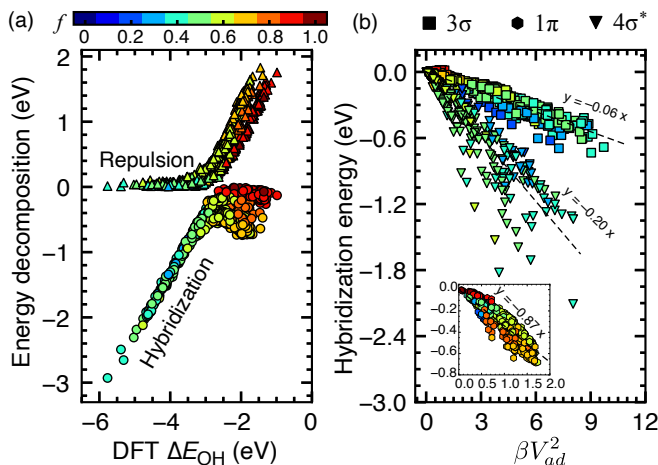 (a) f 0 0.2 0.4 0.6 0.8 1.0
2
1
0
−1
−2
−3
Energy decomposition (eV)
Repulsion
Hybridization
−6 −4 −2 0
DFT ΔE_OH (eV)
(b) 3σ 1π 4σ*
0.0
−0.6
−1.2
−1.8
−2.4
−3.0
Hybridization energy (eV)
y = −0.06 x
y = −0.20 x
y = −0.87 x
0.0
−0.2
−0.4
−0.6
−0.8
0.0 0.5 1.0 1.5 2.0
0 3 6 9 12
βV²_ad